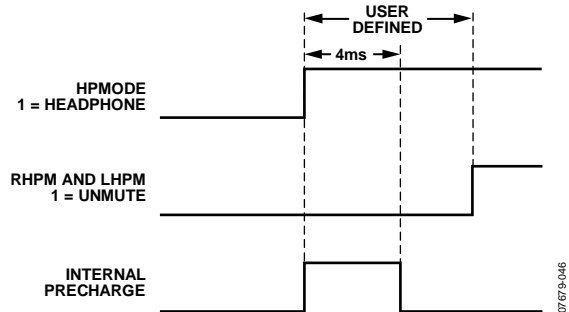 USER
DEFINED
4ms
HPMODE
1 = HEADPHONE
RHPM AND LHPM
1 = UNMUTE
INTERNAL
PRECHARGE
07679-046